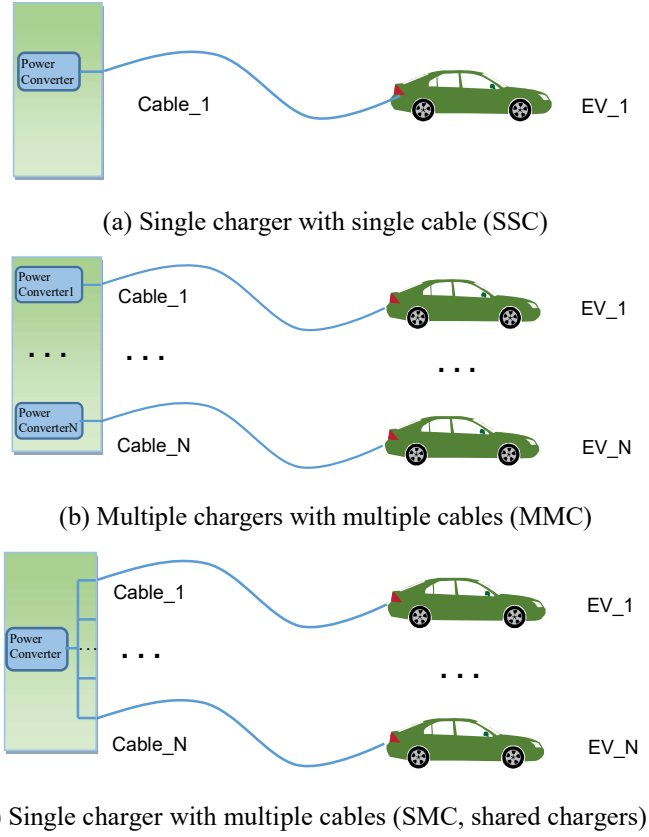 Power
Converter
Cable_1
EV_1
(a) Single charger with single cable (SSC)
Power
Converter1
Cable_1
EV_1
. . .
. . .
. . .
Power
ConverterN
Cable_N
EV_N
(b) Multiple chargers with multiple cables (MMC)
Cable_1
EV_1
Power
Converter
...
. . .
. . .
Cable_N
EV_N
) Single charger with multiple cables (SMC, shared chargers)